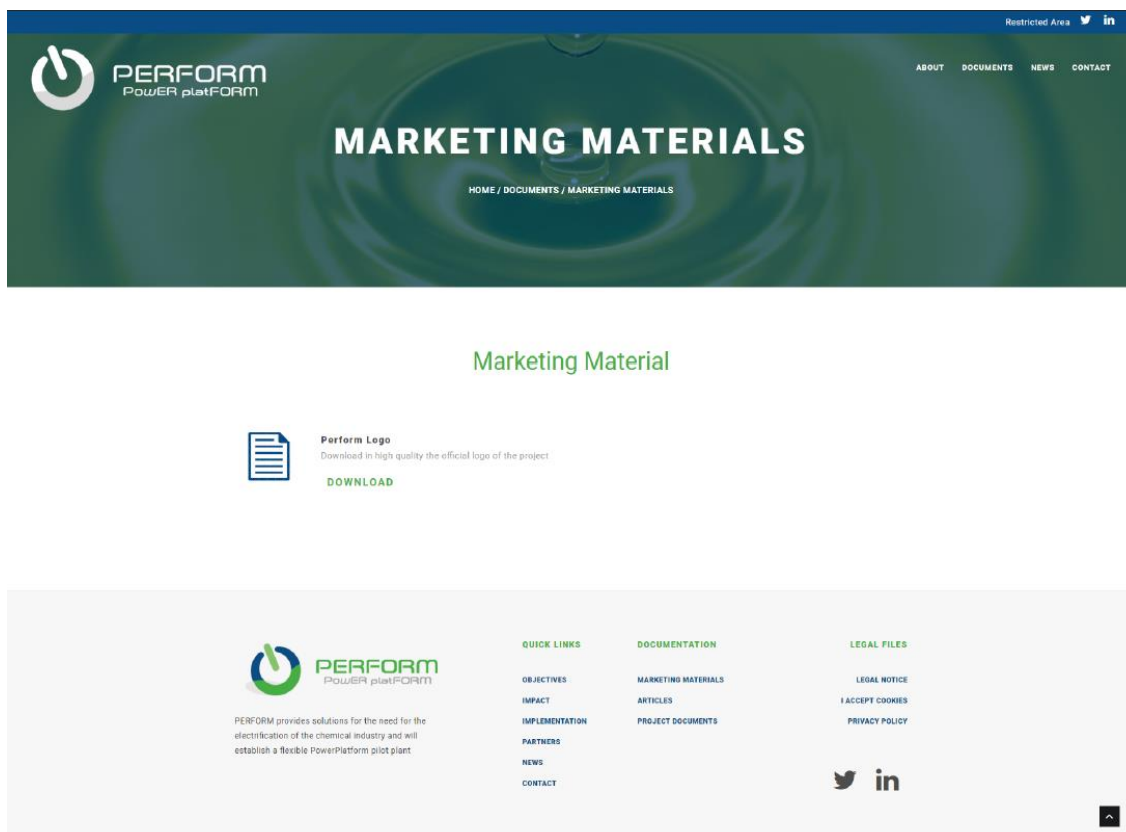 Restricted Area
PERFORM
PowER platFORM
ABOUT DOCUMENTS NEWS CONTACT
MARKETING MATERIALS
HOME / DOCUMENTS / MARKETING MATERIALS
Marketing Material
Perform Logo
Download in high quality the official logo of the project
DOWNLOAD
PERFORM
PowER platFORM
PERFORM provides solutions for the need for the
electrification of the chemical industry and will
establish a flexible PowerPlatform pilot plant
QUICK LINKS
OBJECTIVES
IMPACT
IMPLEMENTATION
PARTNERS
NEWS
CONTACT
DOCUMENTATION
MARKETING MATERIALS
ARTICLES
PROJECT DOCUMENTS
LEGAL FILES
LEGAL NOTICE
I ACCEPT COOKIES
PRIVACY POLICY